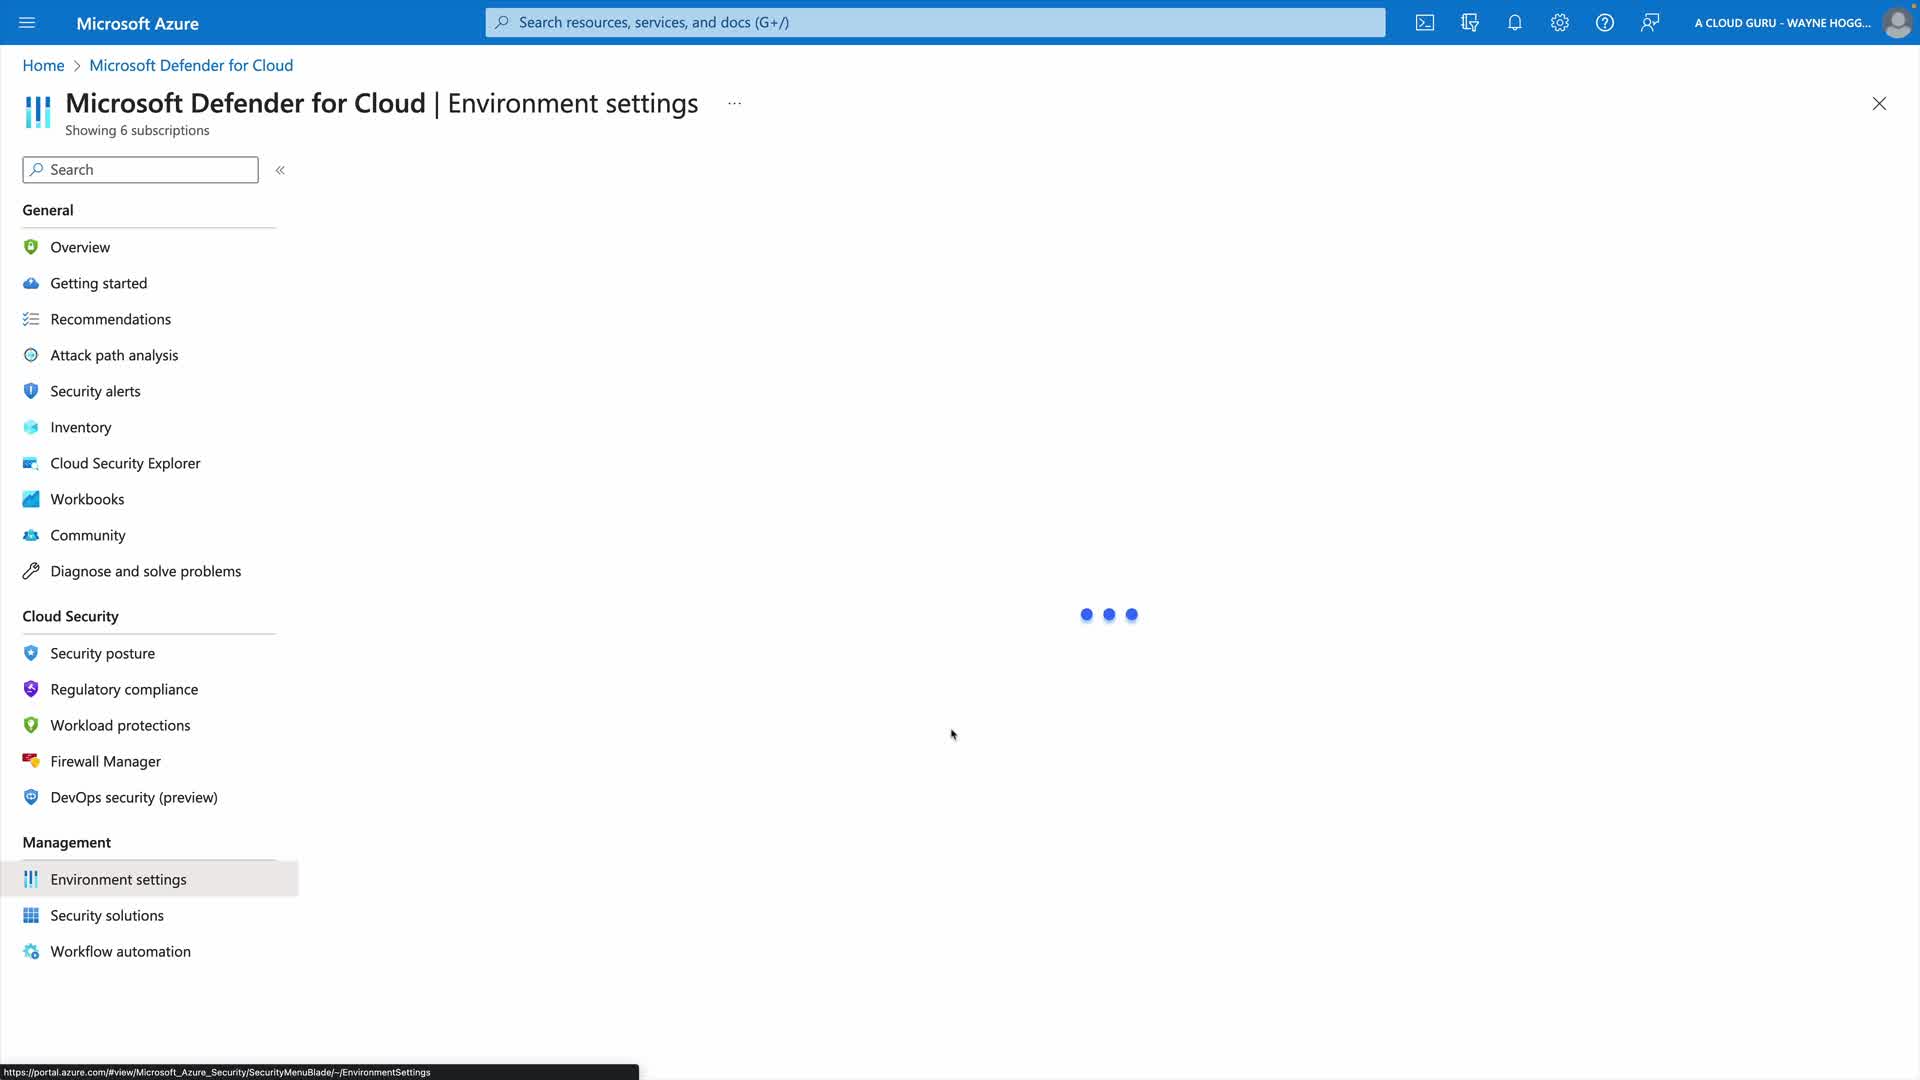 Microsoft Azure
Search resources, services, and docs (G+/)
A CLOUD GURU - WAYNE HOGG...
Home > Microsoft Defender for Cloud
Microsoft Defender for Cloud | Environment settings ...
Showing 6 subscriptions
Search
General
Overview
Getting started
Recommendations
Attack path analysis
Security alerts
Inventory
Cloud Security Explorer
Workbooks
Community
Diagnose and solve problems
Cloud Security
Security posture
Regulatory compliance
Workload protections
Firewall Manager
DevOps security (preview)
Management
Environment settings
Security solutions
Workflow automation
https://portal.azure.com/#view/Microsoft_Azure_Security/SecurityMenuBlade/~/EnvironmentSettings